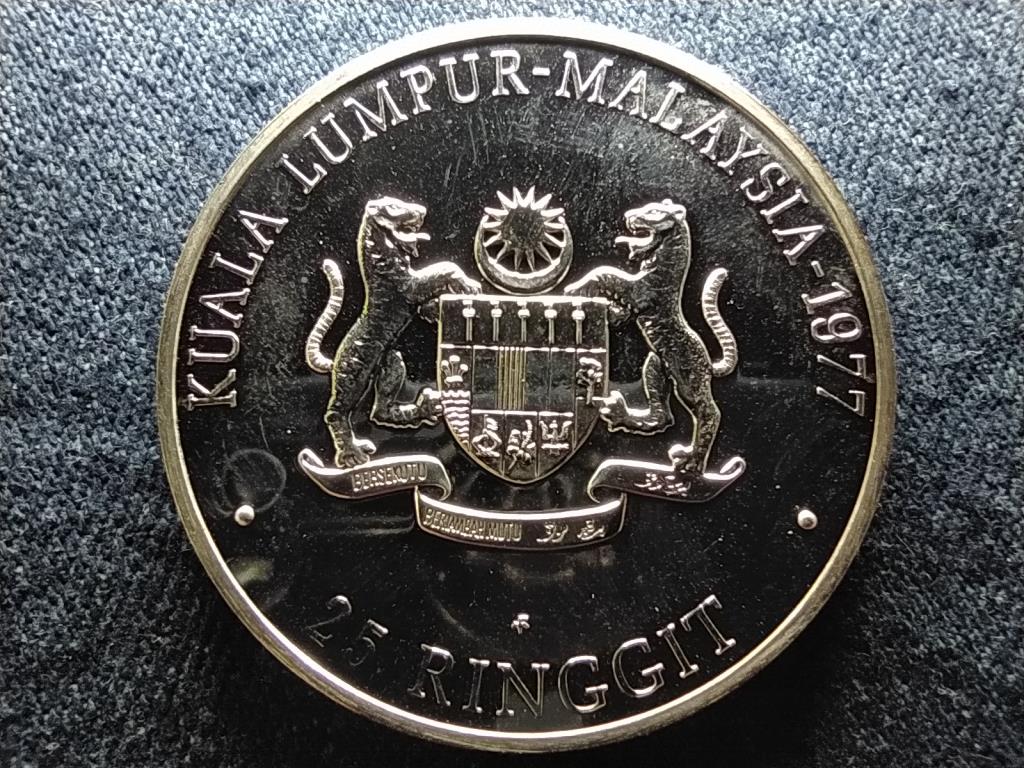 KUALA LUMPUR-MALAYSIA-1977
BERSEKUTU
BERTAMBAH MUTU
25 RINGGIT